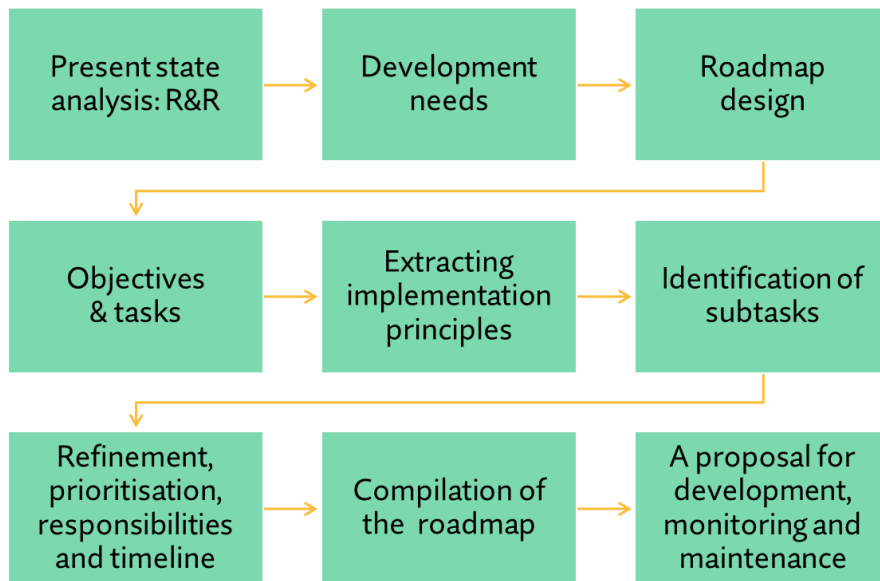 Present state
analysis: R&R
Development
needs
Roadmap
design
Objectives
& tasks
Extracting
implementation
principles
Identification of
subtasks
Refinement,
prioritisation,
responsibilities
and timeline
Compilation of
the roadmap
A proposal for
development,
monitoring and
maintenance